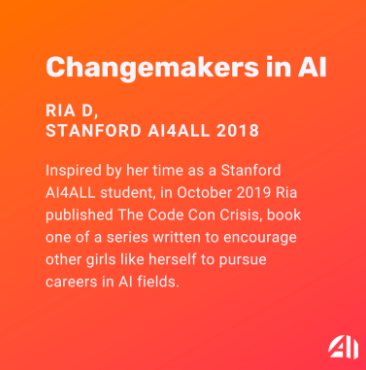 Changemakers in AI
RIA D,
STANFORD AI4ALL 2018
Inspired by her time as a Stanford
AI4ALL student, in October 2019 Ria
published The Code Con Crisis, book
one of a series written to encourage
other girls like herself to pursue
careers in AI fields.